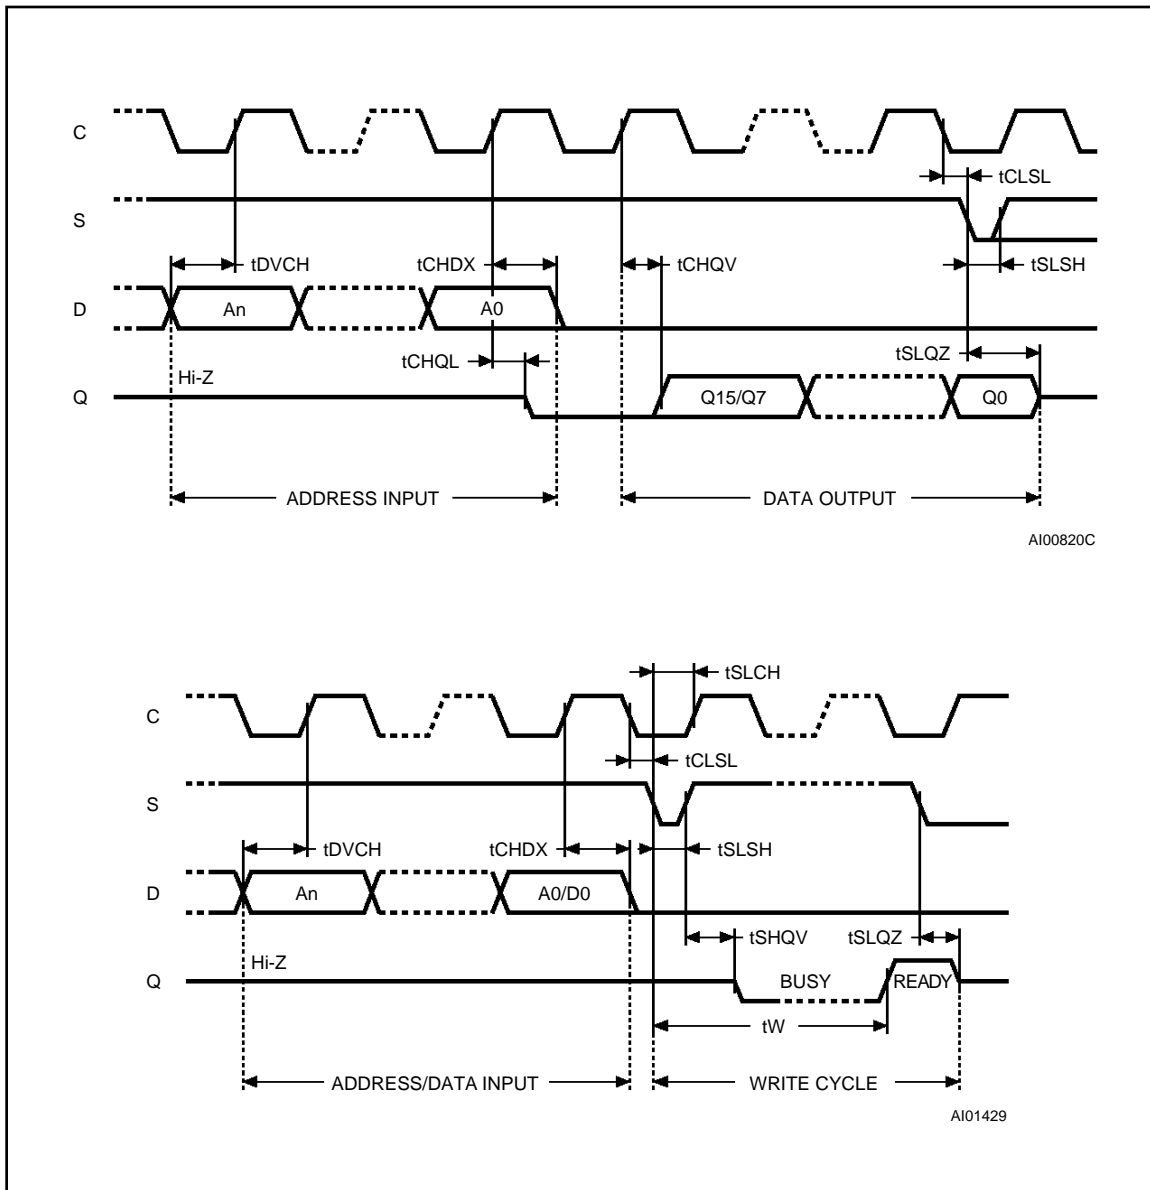 C
tCLSL
S
tDVCH
tCHDX
tCHQV
tSLSH
D
An
A0
tCHQL
tSLQZ
Hi-Z
Q
Q15/Q7
Q0
ADDRESS INPUT
DATA OUTPUT
AI00820C
tSLCH
C
tCLSL
S
tDVCH
tCHDX
tSLSH
D
An
A0/D0
tSHQV
tSLQZ
Hi-Z
Q
BUSY
READY
tW
ADDRESS/DATA INPUT
WRITE CYCLE
AI01429